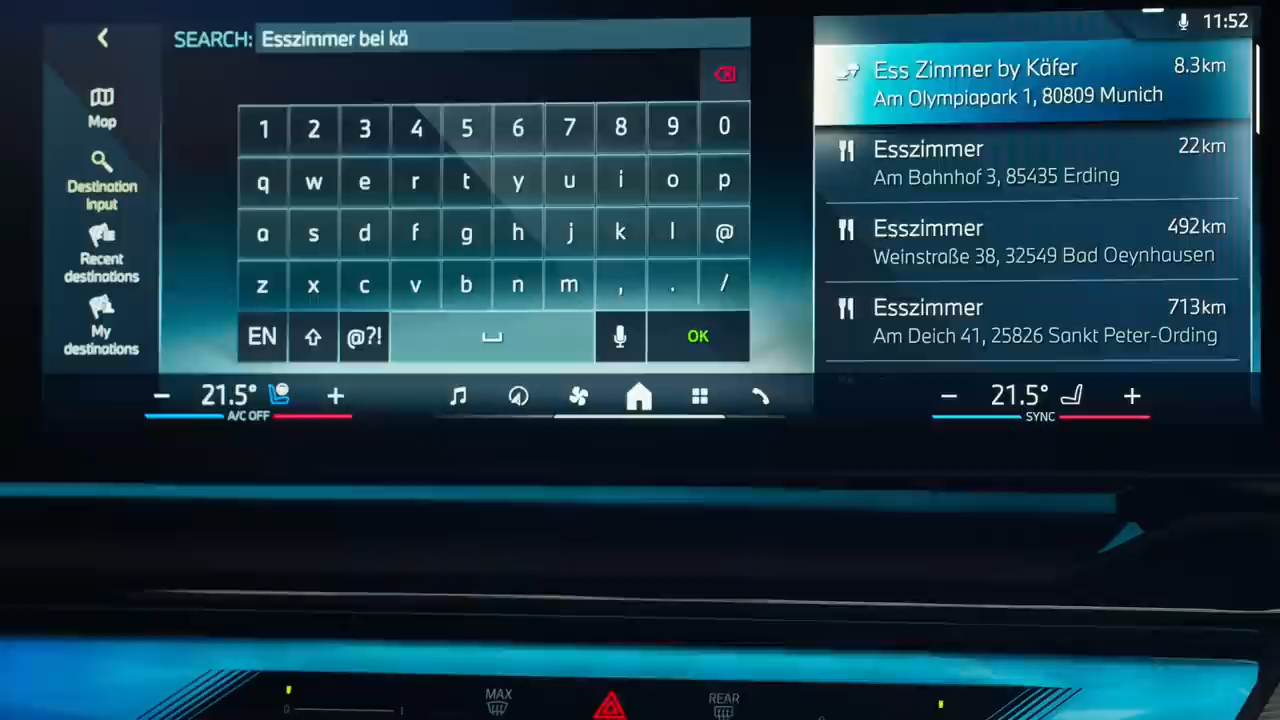 SEARCH: Esszimmer bei kä
11:52
Map
Destination
input
Recent
destinations
My
destinations
1 2 3 4 5 6 7 8 9 0
q w e r t y u i o p
a s d f g h j k l @
z x c v b n m , . /
EN @?! OK
Ess Zimmer by Käfer 8.3km
Am Olympiapark 1, 80809 Munich
Esszimmer 22km
Am Bahnhof 3, 85435 Erding
Esszimmer 492km
Weinstraße 38, 32549 Bad Oeynhausen
Esszimmer 713km
Am Deich 41, 25826 Sankt Peter-Ording
− 21.5° +
A/C OFF
− 21.5° +
SYNC
MAX
REAR
0 1